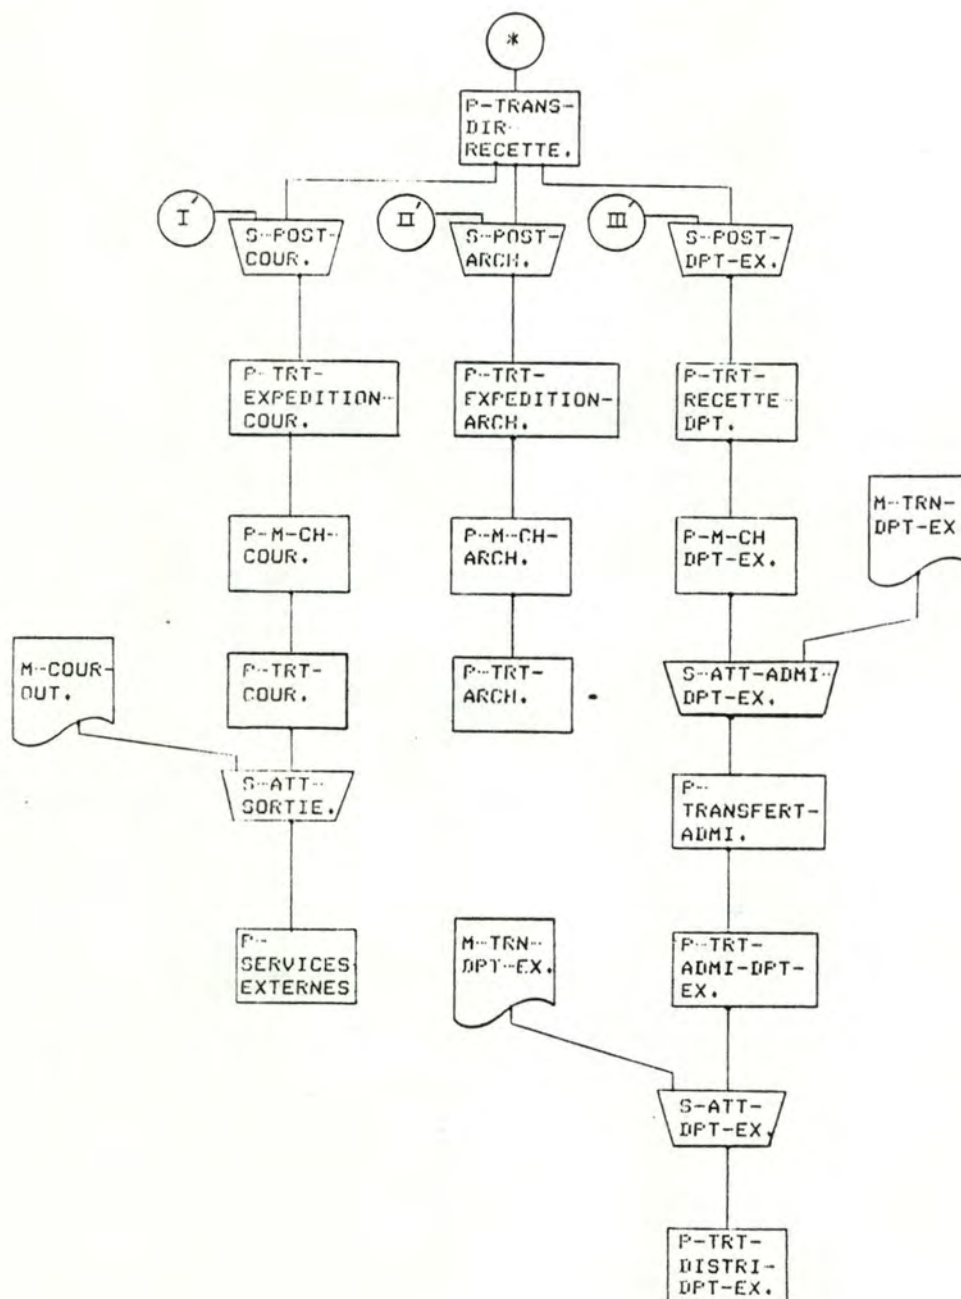 *
P-TRANS-
DIR-
RECETTE.
I'
S-POST-
COUR.
II'
S-POST-
ARCH.
III'
S-POST-
DPT-EX.
P-TRT-
EXPEDITION-
COUR.
P-TRT-
EXPEDITION-
ARCH.
P-TRT-
RECETTE-
DPT.
M-TRN-
DPT-EX
P-M-CH-
COUR.
P-M-CH-
ARCH.
P-M-CH
DPT-EX.
M-COUR-
OUT.
P-TRT-
COUR.
P-TRT-
ARCH.
S-ATT-ADMI-
DPT-EX.
S-ATT-
SORTIE.
P-
TRANSFERT-
ADMI.
P-
SERVICES
EXTERNES
M-TRN-
DPT-EX.
P-TRT-
ADMI-DPT-
EX.
S-ATT-
DPT-EX.
P-TRT-
DISTRI-
DPT-EX.